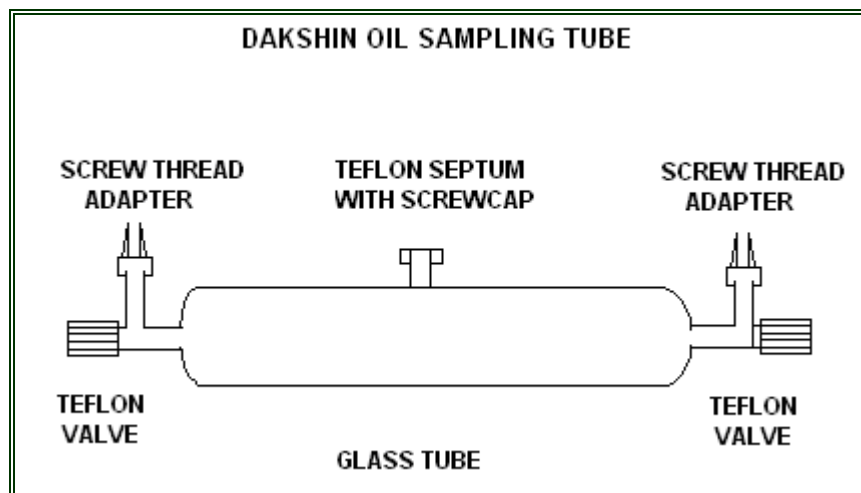 DAKSHIN OIL SAMPLING TUBE
SCREW THREAD
ADAPTER
TEFLON SEPTUM
WITH SCREWCAP
SCREW THREAD
ADAPTER
TEFLON
VALVE
TEFLON
VALVE
GLASS TUBE